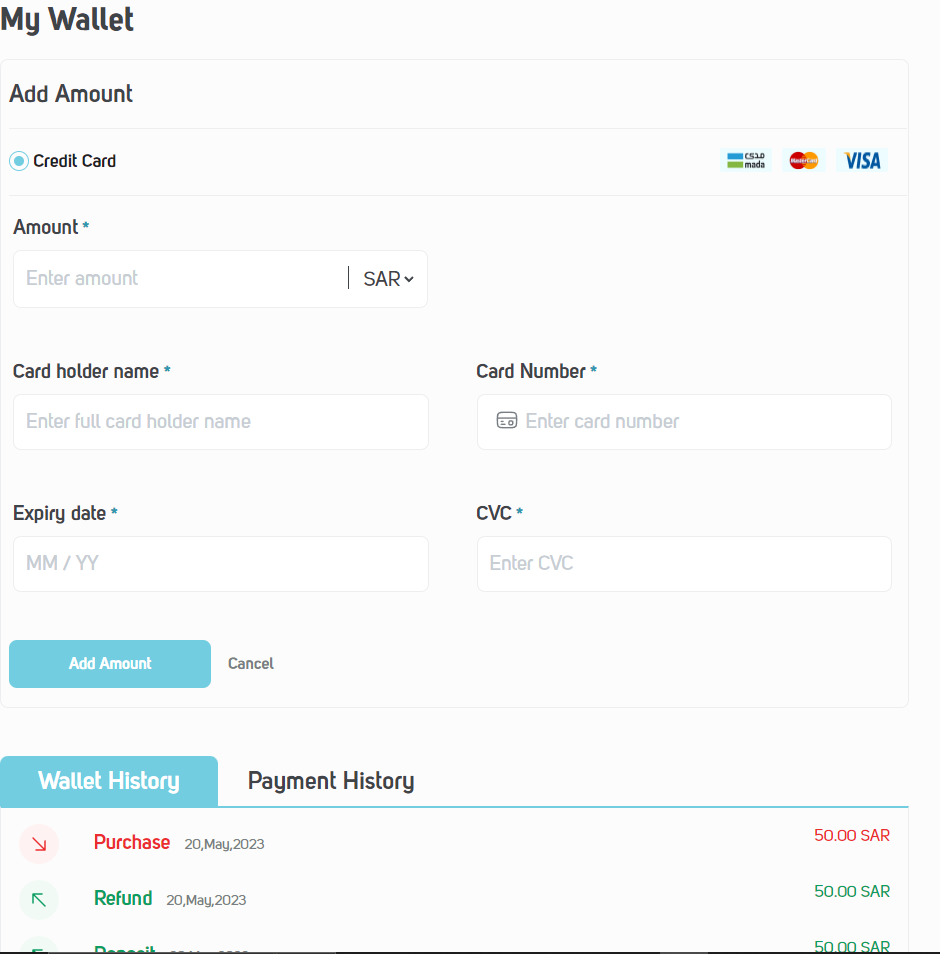 My Wallet
Add Amount
Credit Card
مدى
mada
MasterCard
VISA
Amount *
Enter amount
SAR
Card holder name *
Card Number *
Enter full card holder name
Enter card number
Expiry date *
CVC *
MM / YY
Enter CVC
Add Amount
Cancel
Wallet History
Payment History
Purchase 20,May,2023 50.00 SAR
Refund 20,May,2023 50.00 SAR
Deposit 50.00 SAR